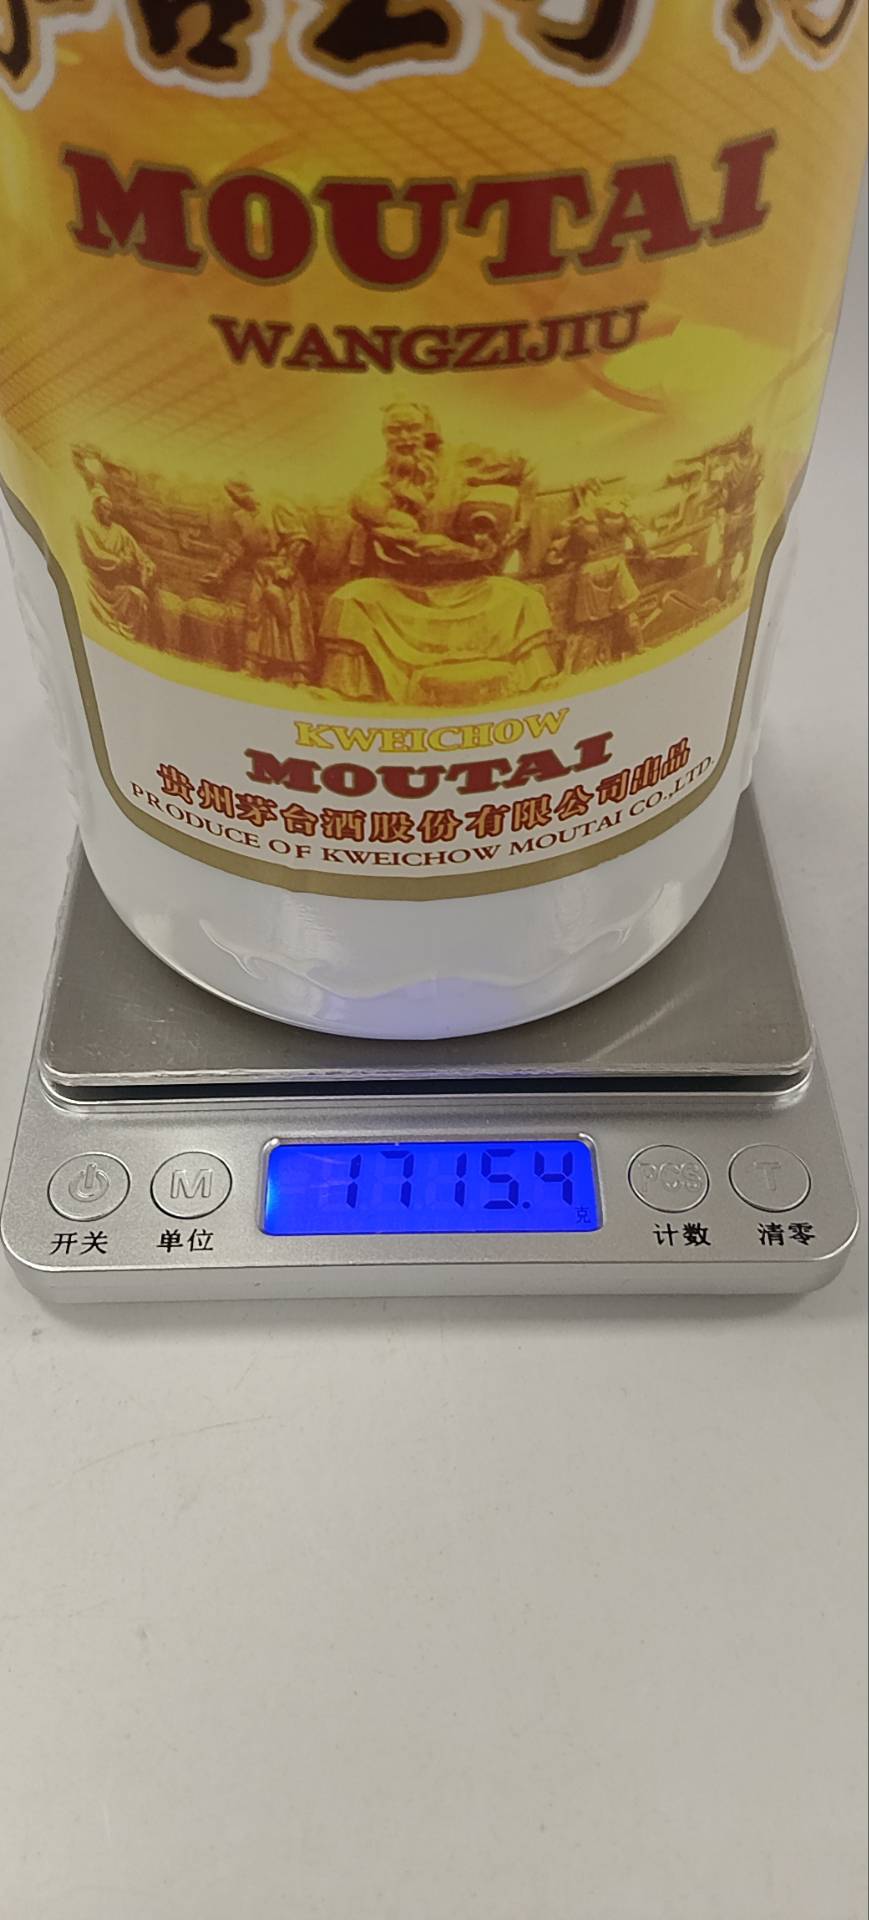 MOUTAI
WANGZIJIU
KWEICHOW
MOUTAI
贵州茅台酒股份有限公司出品
PRODUCE OF KWEICHOW MOUTAI CO.,LTD.
1715.4
克
M PCS T
开关 单位 计数 清零